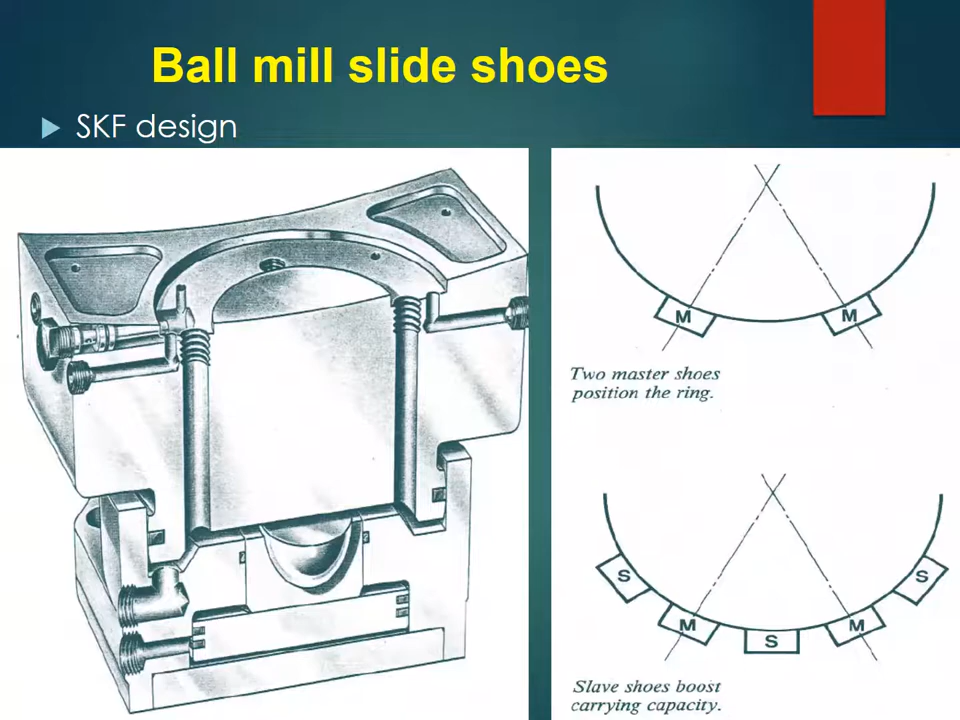 Ball mill slide shoes
SKF design
M
M
Two master shoes
position the ring.
S
S
M
M
S
Slave shoes boost
carrying capacity.